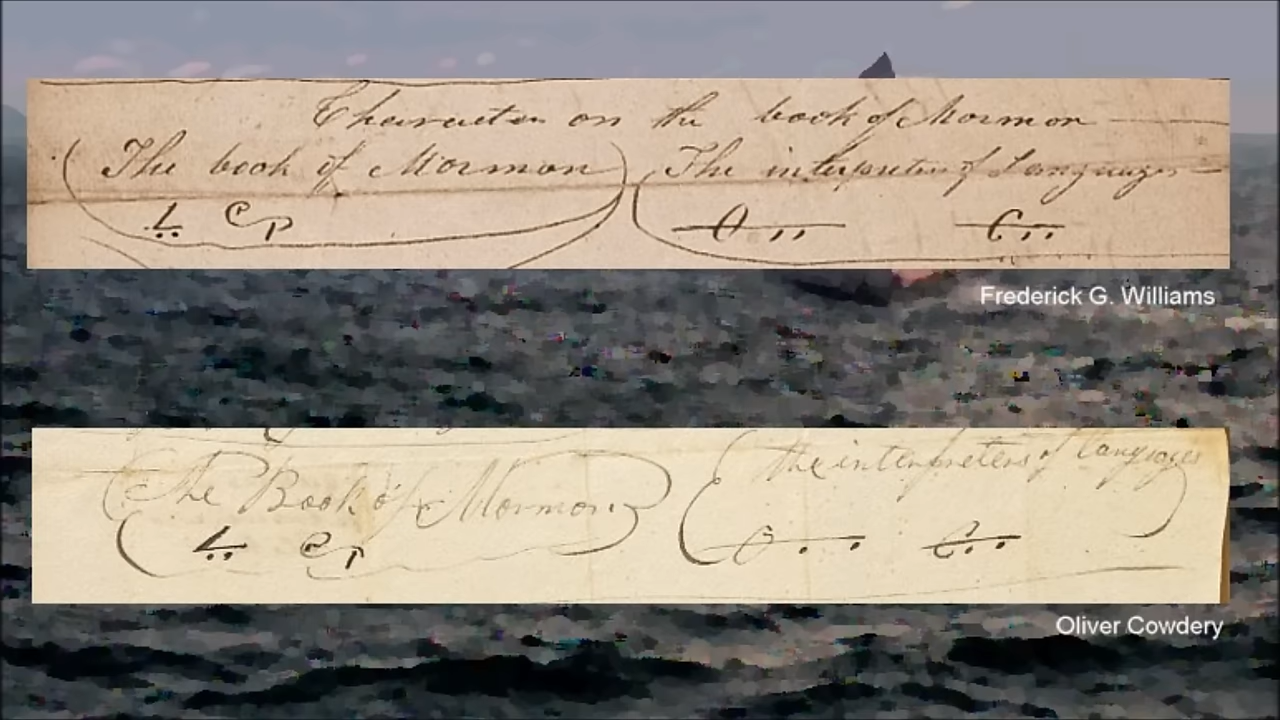 Characters on the book of Mormon
The book of Mormon The interpreters of Languages
Frederick G. Williams
The Book of Mormon the interpreters of languages
Oliver Cowdery